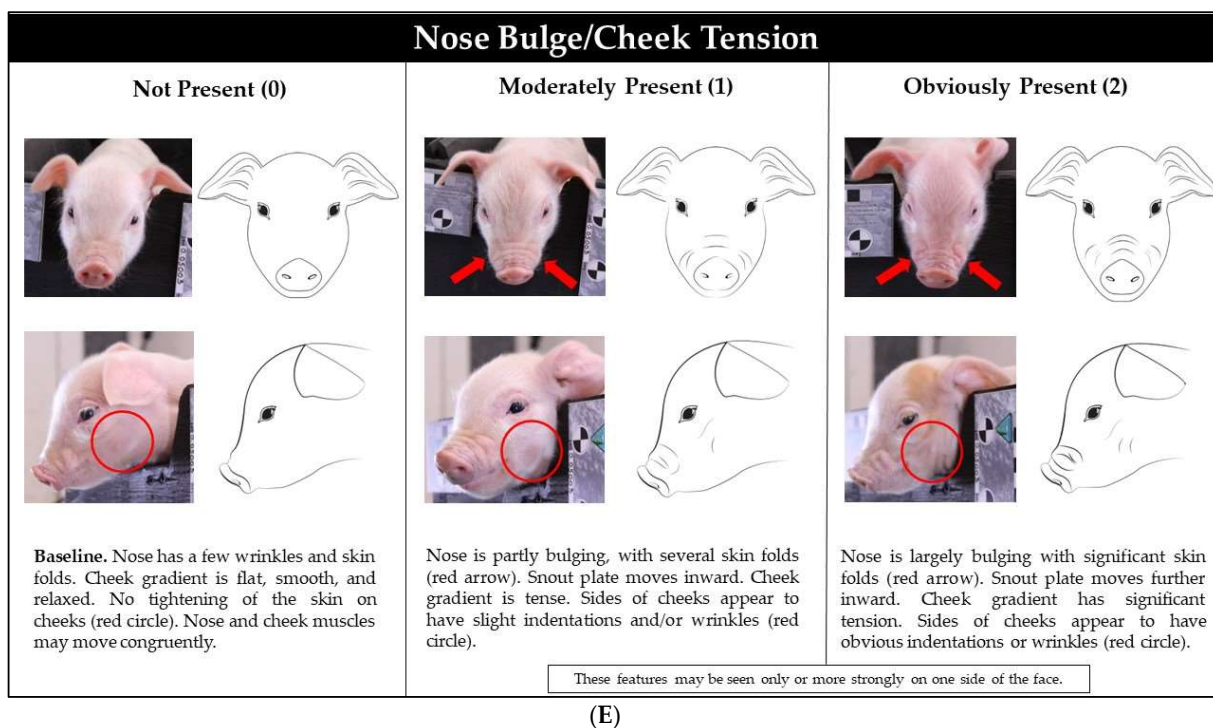 Nose Bulge/Cheek Tension
Not Present (0)
Baseline. Nose has a few wrinkles and skin
folds. Cheek gradient is flat, smooth, and
relaxed. No tightening of the skin on
cheeks (red circle). Nose and cheek muscles
may move congruently.
Moderately Present (1)
Nose is partly bulging, with several skin folds
(red arrow). Snout plate moves inward. Cheek
gradient is tense. Sides of cheeks appear to
have slight indentations and/or wrinkles (red
circle).
Obviously Present (2)
Nose is largely bulging with significant skin
folds (red arrow). Snout plate moves further
inward. Cheek gradient has significant
tension. Sides of cheeks appear to have
obvious indentations or wrinkles (red circle).
These features may be seen only or more strongly on one side of the face.
(E)